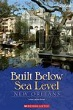 Built Below
Sea Level
NEW ORLEANS
SCHOLASTIC